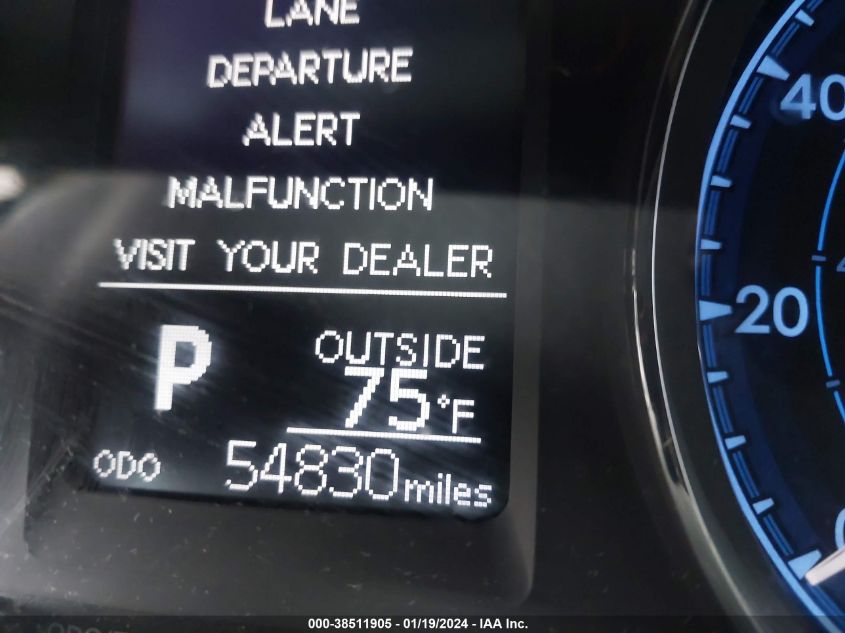 LANE
DEPARTURE
ALERT
MALFUNCTION
VISIT YOUR DEALER
P
OUTSIDE
75°F
ODO 54830 miles
40
20
000-38511905 - 01/19/2024 - IAA Inc.